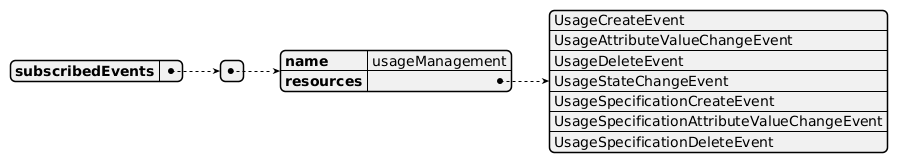 subscribedEvents
name usageManagement
resources
UsageCreateEvent
UsageAttributeValueChangeEvent
UsageDeleteEvent
UsageStateChangeEvent
UsageSpecificationCreateEvent
UsageSpecificationAttributeValueChangeEvent
UsageSpecificationDeleteEvent